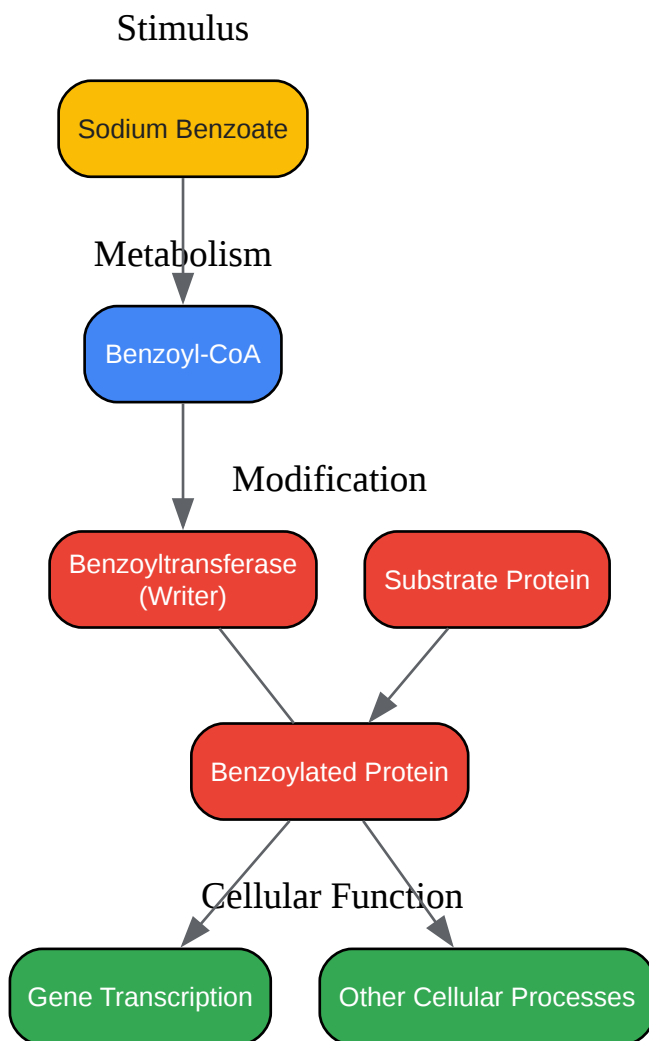 Stimulus
Sodium Benzoate
Metabolism
Benzoyl-CoA
Modification
Benzoyltransferase
(Writer)
Substrate Protein
Benzoylated Protein
Cellular Function
Gene Transcription
Other Cellular Processes